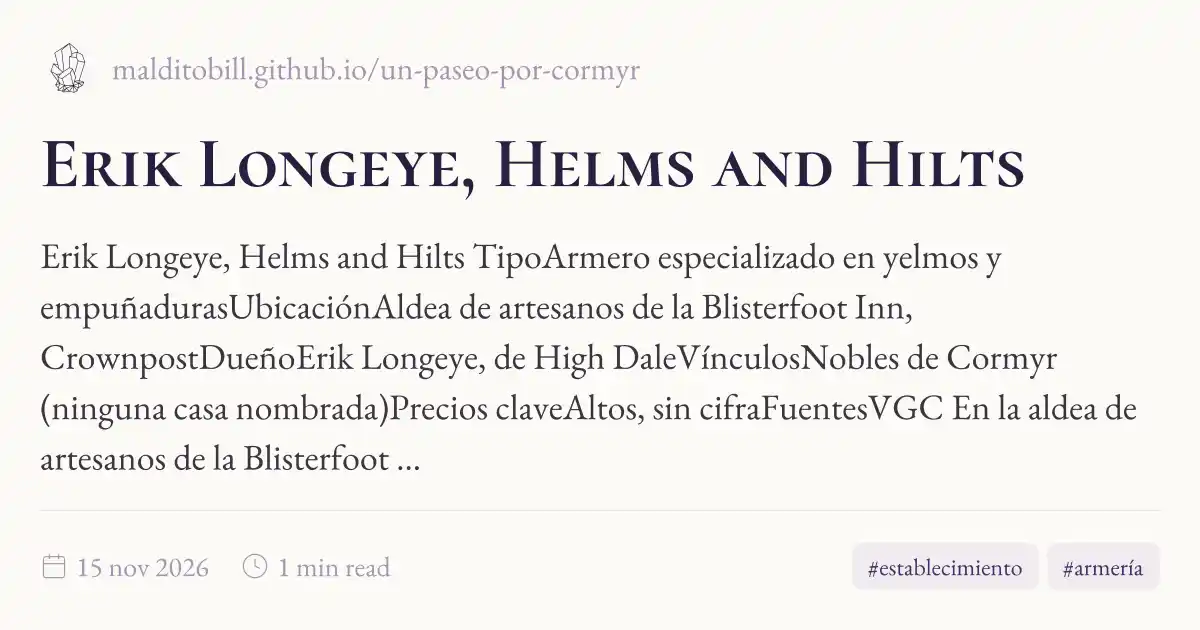 malditobill.github.io/un-paseo-por-cormyr
Erik Longeye, Helms and Hilts
Erik Longeye, Helms and Hilts TipoArmero especializado en yelmos y
empuñadurasUbicaciónAldea de artesanos de la Blisterfoot Inn,
CrownpostDueñoErik Longeye, de High DaleVínculosNobles de Cormyr
(ninguna casa nombrada)Precios claveAltos, sin cifraFuentesVGC En la aldea de
artesanos de la Blisterfoot ...
15 nov 2026 1 min read #establecimiento #armería